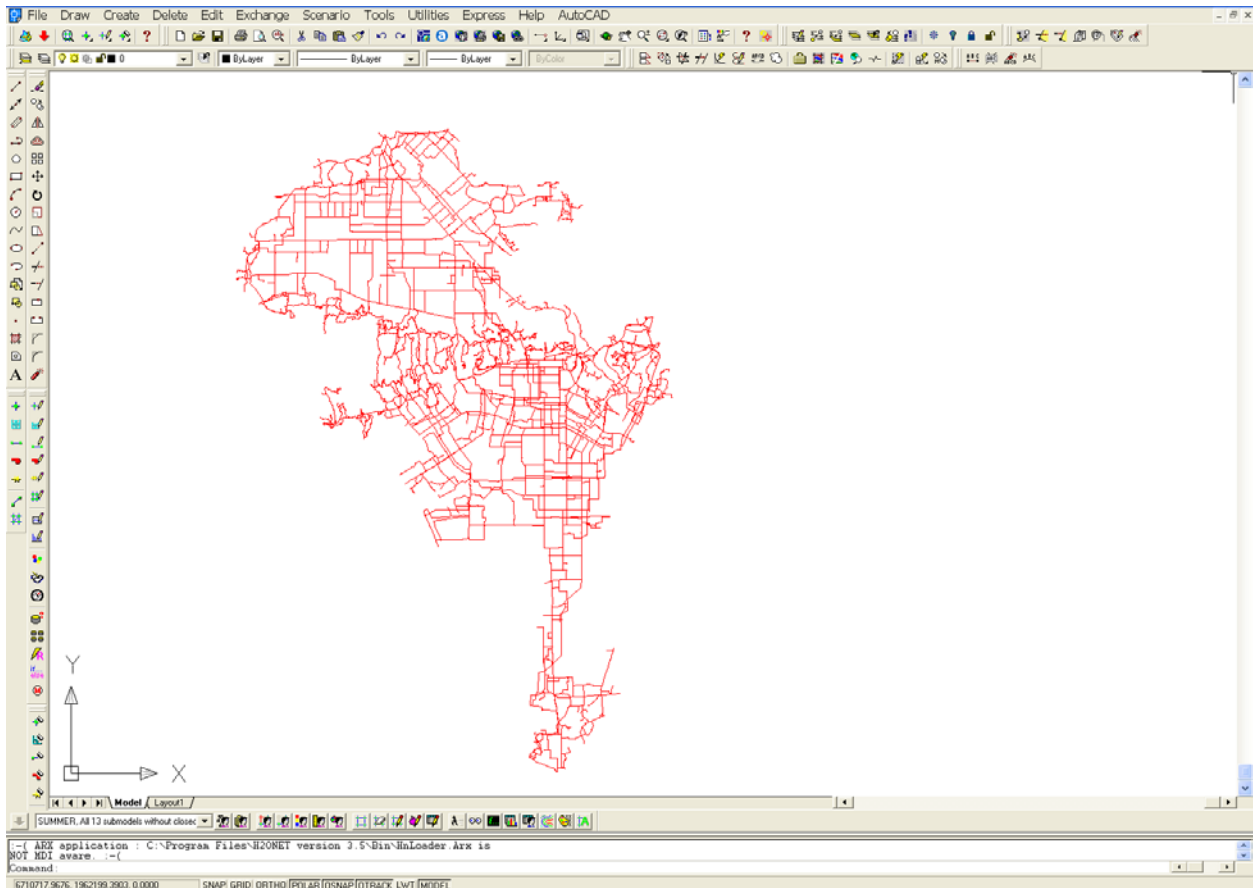 File Draw Create Delete Edit Exchange Scenario Tools Utilities Express Help AutoCAD
0 ByLayer ByLayer ByLayer ByColor
A
Y
X
Model Layout1
SUMMER, All 13 submodels without closed
:-( ARX application : C:\Program Files\H2ONET version 3.5\Bin\HnLoader.Arx is
NOT MDI aware. :-(
Command:
6710717.9676, 1962199.3903, 0.0000 SNAP GRID ORTHO POLAR OSNAP OTRACK LWT MODEL